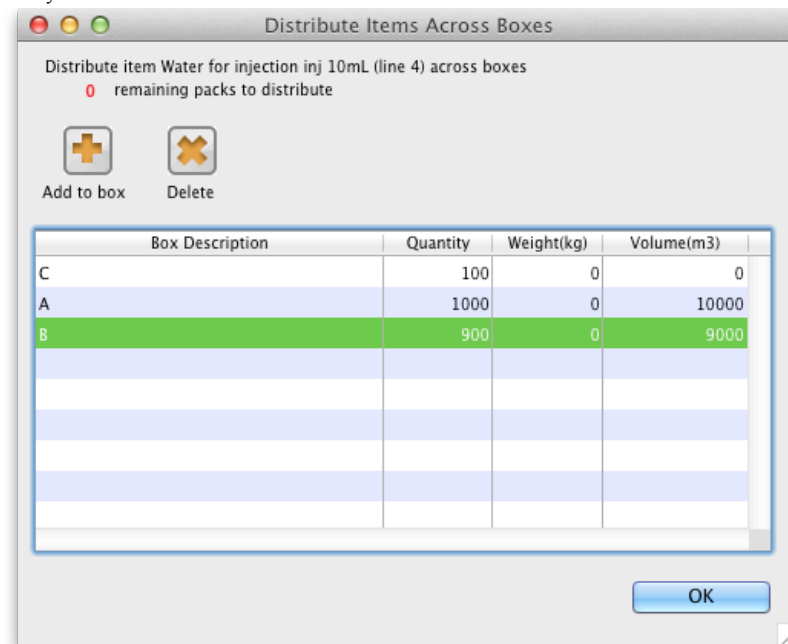 Distribute Items Across Boxes
Distribute item Water for injection inj 10mL (line 4) across boxes
0 remaining packs to distribute
Add to box Delete
Box Description Quantity Weight(kg) Volume(m3)
C 100 0 0
A 1000 0 10000
B 900 0 9000
OK